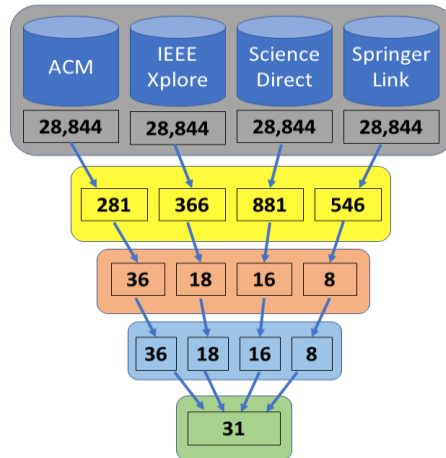 ACM
IEEE
Xplore
Science
Direct
Springer
Link
28,844
28,844
28,844
28,844
281
366
881
546
36
18
16
8
36
18
16
8
31